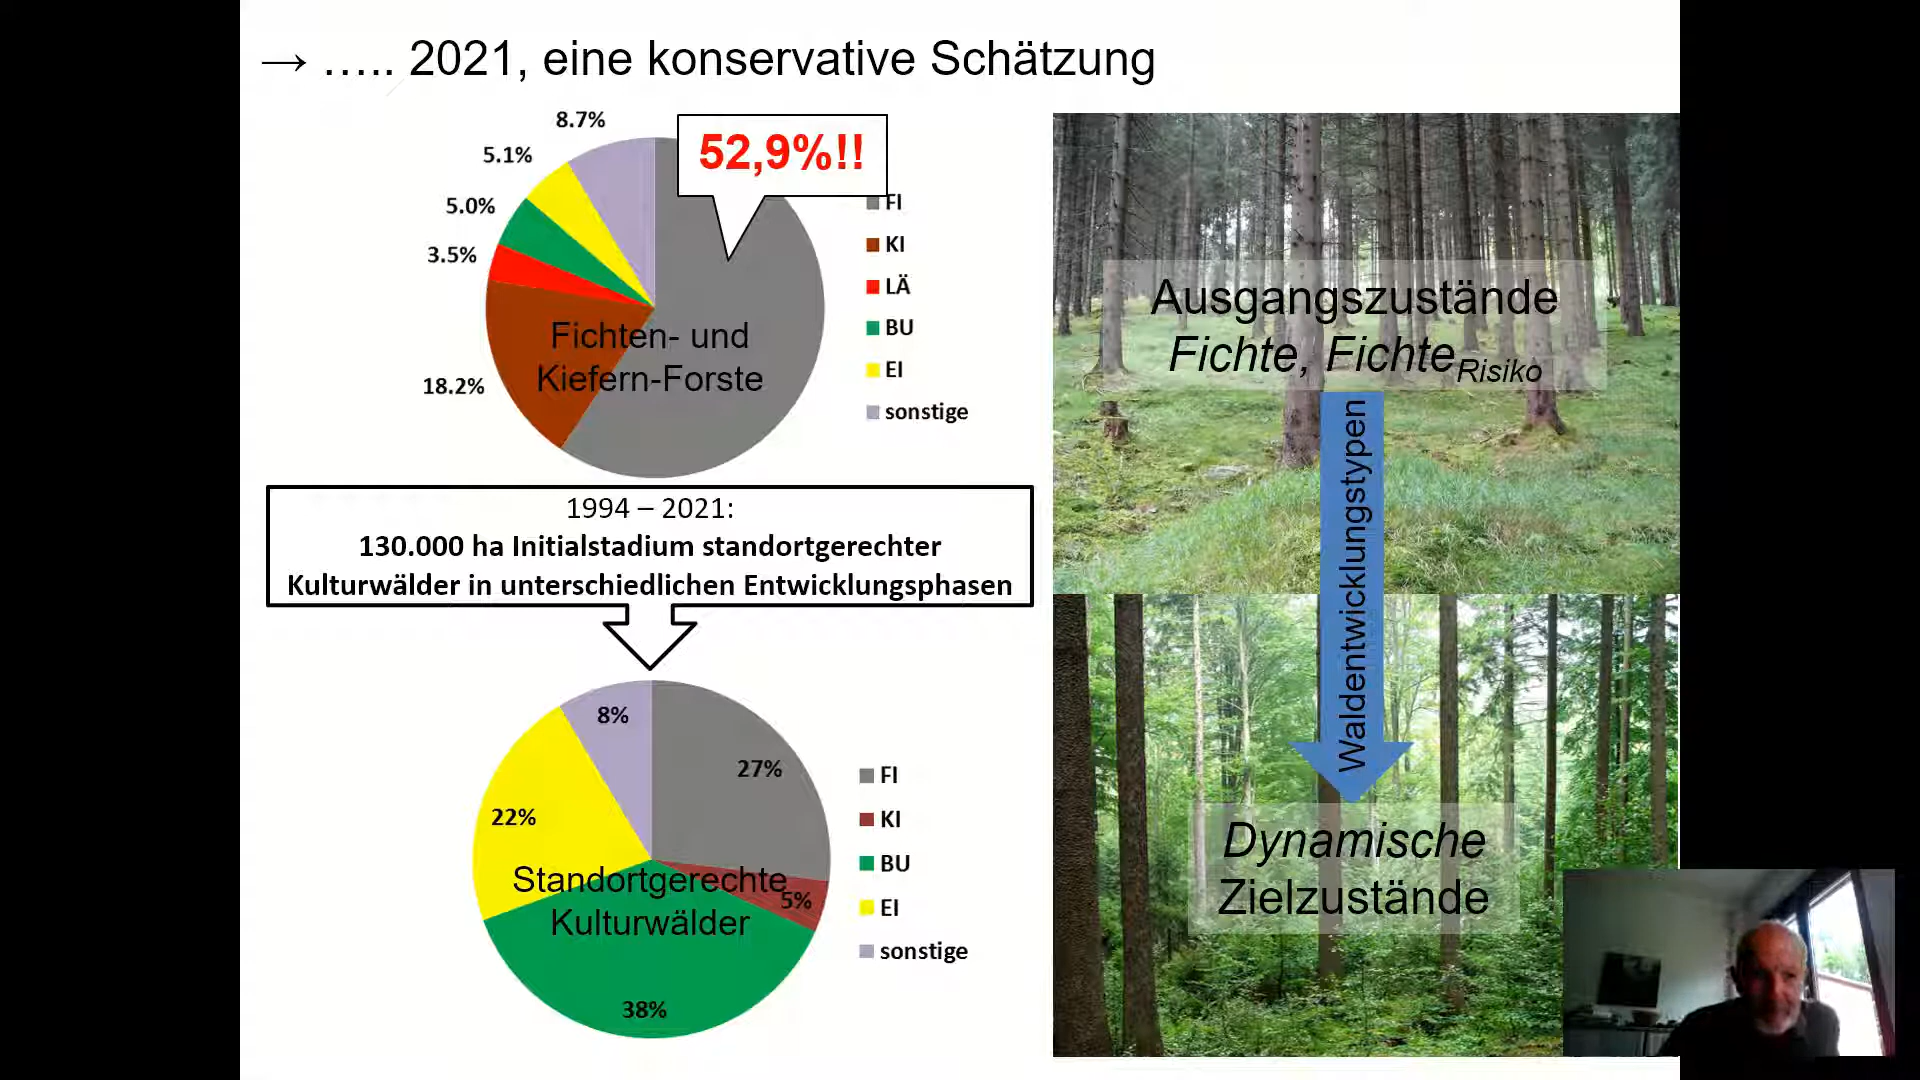 → ….. 2021, eine konservative Schätzung
8.7%
5.1%
5.0%
3.5%
18.2%
52,9%!!
Fichten- und
Kiefern-Forste
FI
KI
LÄ
BU
EI
sonstige
1994 – 2021:
130.000 ha Initialstadium standortgerechter
Kulturwälder in unterschiedlichen Entwicklungsphasen
8%
27%
22%
5%
38%
Standortgerechte
Kulturwälder
FI
KI
BU
EI
sonstige
Ausgangszustände
Fichte, Fichte Risiko
Waldentwicklungstypen
Dynamische
Zielzustände